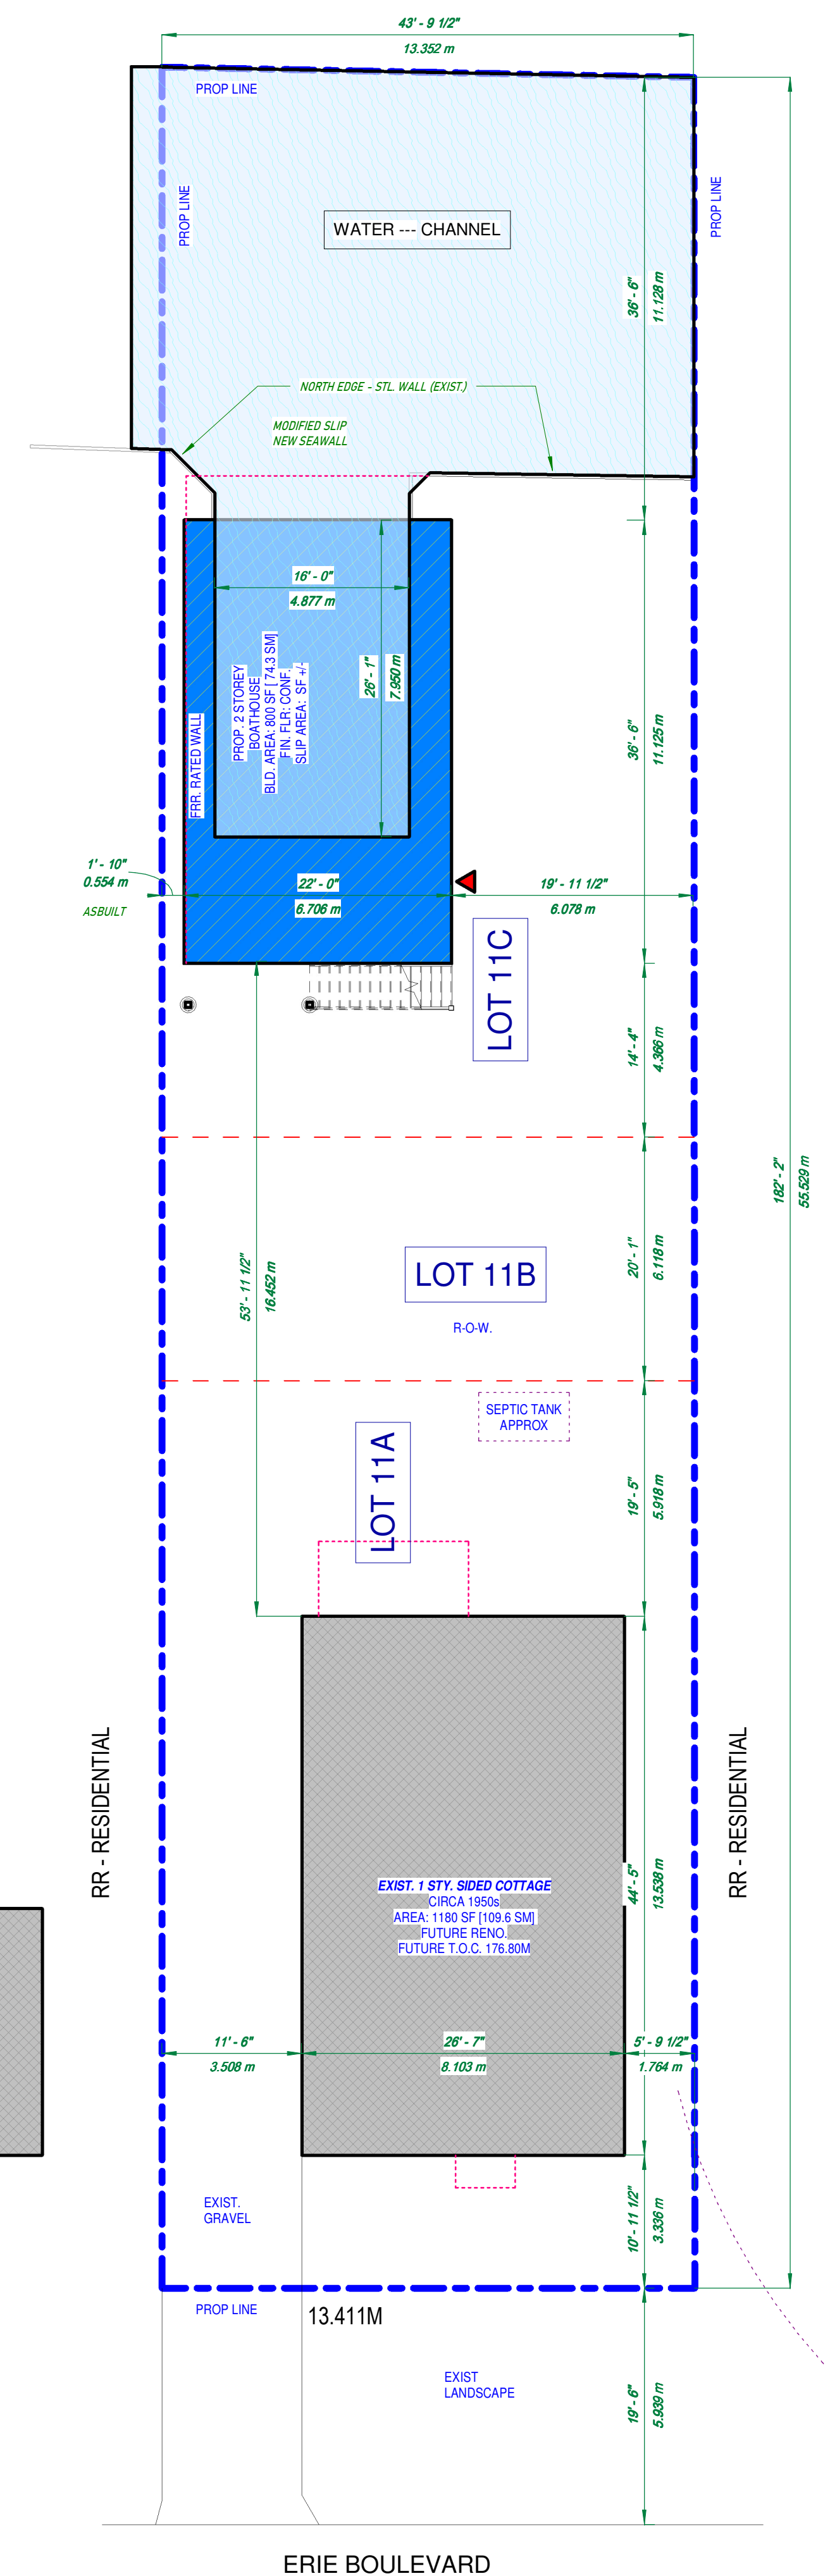 43' - 9 1/2"
13.352 m
PROP LINE
PROP LINE
PROP LINE
WATER --- CHANNEL
36' - 6"
11.128 m
NORTH EDGE - STL. WALL (EXIST.)
MODIFIED SLIP
NEW SEAWALL
16' - 0"
4.877 m
26' - 1"
7.950 m
PROP. 2 STOREY
BOATHOUSE
BLD. AREA: 800 SF [ 74.3 SM]
FIN. FLR: CONF.
SLIP AREA:  SF +/-
FRR. RATED WALL
36' - 6"
11.125 m
1' - 10"
0.554 m
ASBUILT
22' - 0"
6.706 m
19' - 11 1/2"
6.078 m
LOT 11C
14' - 4"
4.366 m
182' - 2"
55.529 m
53' - 11 1/2"
16.452 m
LOT 11B
R-O-W.
20' - 1"
6.118 m
SEPTIC TANK
APPROX
LOT 11A
19' - 5"
5.918 m
RR - RESIDENTIAL
RR - RESIDENTIAL
EXIST. 1 STY. SIDED COTTAGE
CIRCA 1950s
AREA: 1180 SF [109.6 SM]
FUTURE RENO.
FUTURE T.O.C. 176.80M
44' - 5"
13.538 m
11' - 6"
3.508 m
26' - 7"
8.103 m
5' - 9 1/2"
1.764 m
EXIST.
GRAVEL
10' - 11 1/2"
3.336 m
PROP LINE
13.411M
EXIST
LANDSCAPE
19' - 6"
5.939 m
ERIE BOULEVARD